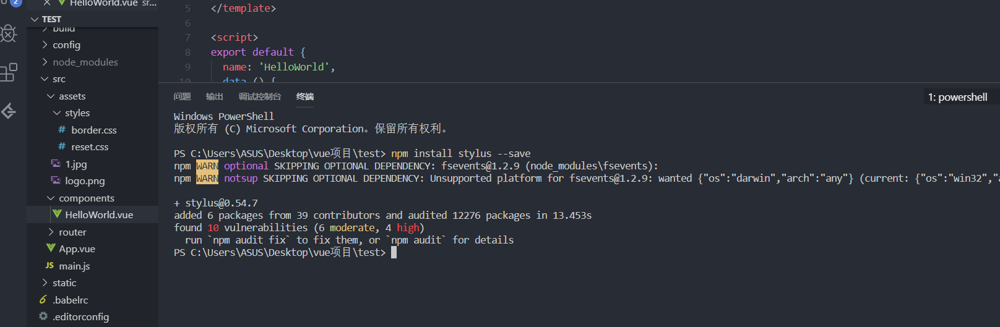 2
HelloWorld.vue sr...
TEST
build
config
node_modules
src
assets
styles
# border.css
# reset.css
1.jpg
logo.png
components
HelloWorld.vue
router
App.vue
JS main.js
static
.babelrc
.editorconfig
5 </template>
6
7 <script>
8 export default {
9 name: 'HelloWorld',
10 data () {
问题 输出 调试控制台 终端
1: powershell
Windows PowerShell
版权所有 (C) Microsoft Corporation。保留所有权利。
PS C:\Users\ASUS\Desktop\vue项目\test> npm install stylus --save
npm WARN optional SKIPPING OPTIONAL DEPENDENCY: fsevents@1.2.9 (node_modules\fsevents):
npm WARN notsup SKIPPING OPTIONAL DEPENDENCY: Unsupported platform for fsevents@1.2.9: wanted {"os":"darwin","arch":"any"} (current: {"os":"win32","a
+ stylus@0.54.7
added 6 packages from 39 contributors and audited 12276 packages in 13.453s
found 10 vulnerabilities (6 moderate, 4 high)
run `npm audit fix` to fix them, or `npm audit` for details
PS C:\Users\ASUS\Desktop\vue项目\test>